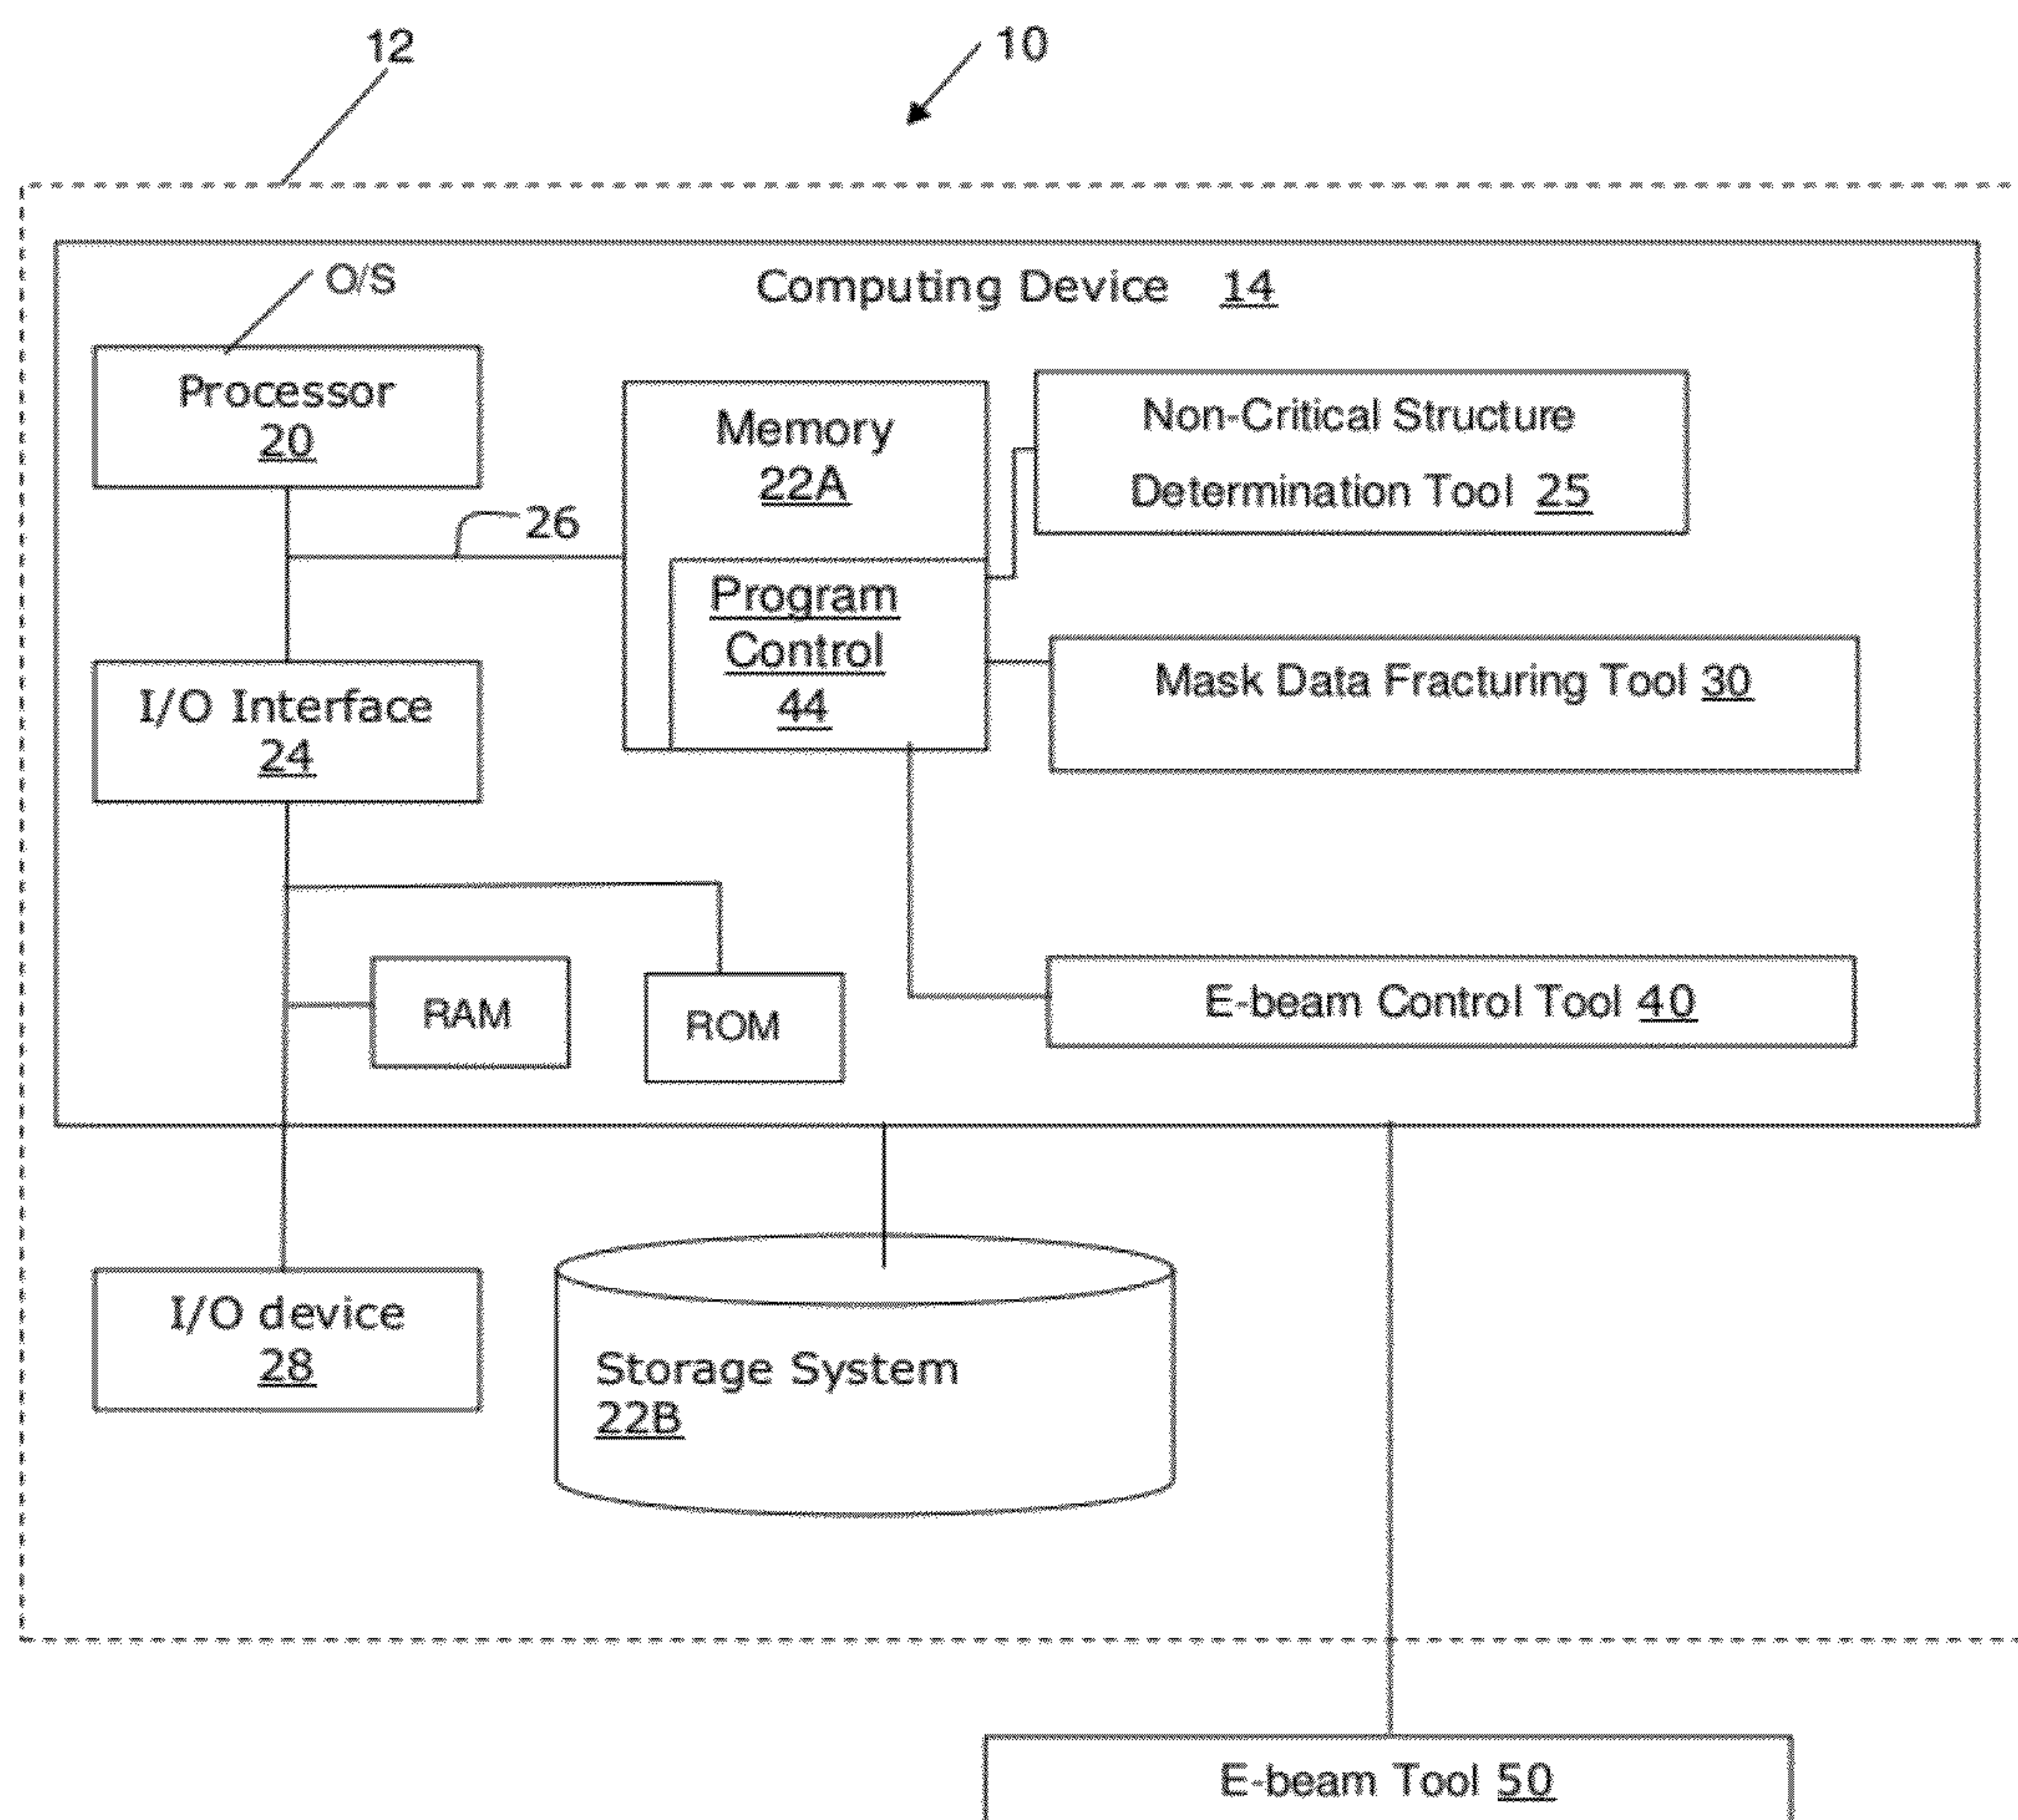 12
10
O/S
Computing Device 14
Processor
20
Memory
22A
Non-Critical Structure
Determination Tool 25
26
Program
Control
44
I/O Interface
24
Mask Data Fracturing Tool 30
RAM
ROM
E-beam Control Tool 40
I/O device
28
Storage System
22B
E-beam Tool 50